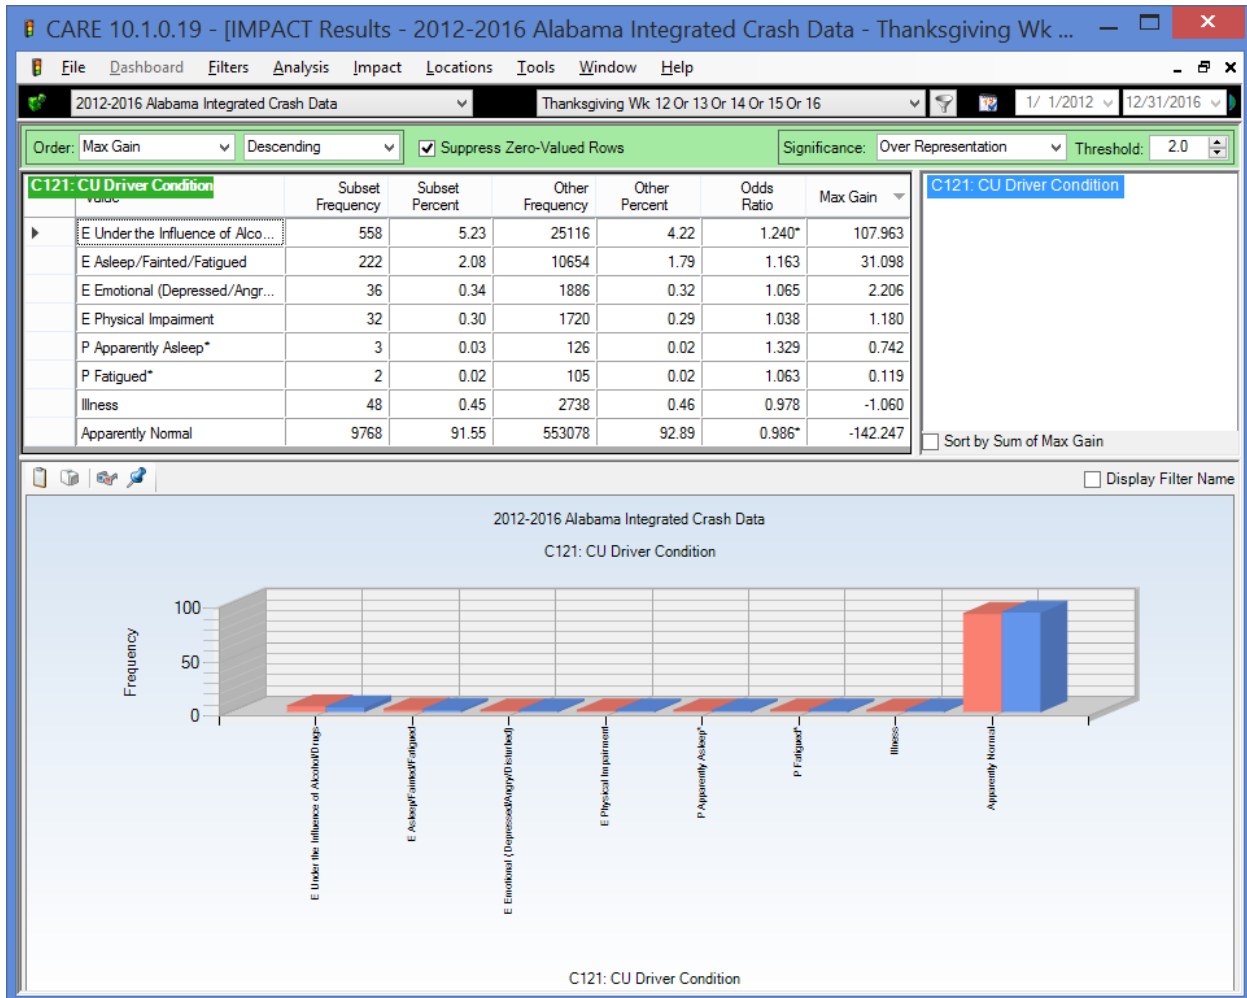 CARE 10.1.0.19 - [IMPACT Results - 2012-2016 Alabama Integrated Crash Data - Thanksgiving Wk ...
File Dashboard Filters Analysis Impact Locations Tools Window Help
2012-2016 Alabama Integrated Crash Data Thanksgiving Wk 12 Or 13 Or 14 Or 15 Or 16 1/ 1/2012 12/31/2016
Order: Max Gain Descending Suppress Zero-Valued Rows Significance: Over Representation Threshold: 2.0
C121: CU Driver Condition Subset Frequency Subset Percent Other Frequency Other Percent Odds Ratio Max Gain C121: CU Driver Condition
E Under the Influence of Alco... 558 5.23 25116 4.22 1.240* 107.963
E Asleep/Fainted/Fatigued 222 2.08 10654 1.79 1.163 31.098
E Emotional (Depressed/Angr... 36 0.34 1886 0.32 1.065 2.206
E Physical Impairment 32 0.30 1720 0.29 1.038 1.180
P Apparently Asleep* 3 0.03 126 0.02 1.329 0.742
P Fatigued* 2 0.02 105 0.02 1.063 0.119
Illness 48 0.45 2738 0.46 0.978 -1.060
Apparently Normal 9768 91.55 553078 92.89 0.986* -142.247
Sort by Sum of Max Gain
Display Filter Name
2012-2016 Alabama Integrated Crash Data
C121: CU Driver Condition
Frequency
100
50
0
E Under the Influence of Alcohol/Drugs
E Asleep/Fainted/Fatigued
E Emotional (Depressed/Angry/Disturbed)
E Physical Impairment
P Apparently Asleep*
P Fatigued*
Illness
Apparently Normal
C121: CU Driver Condition